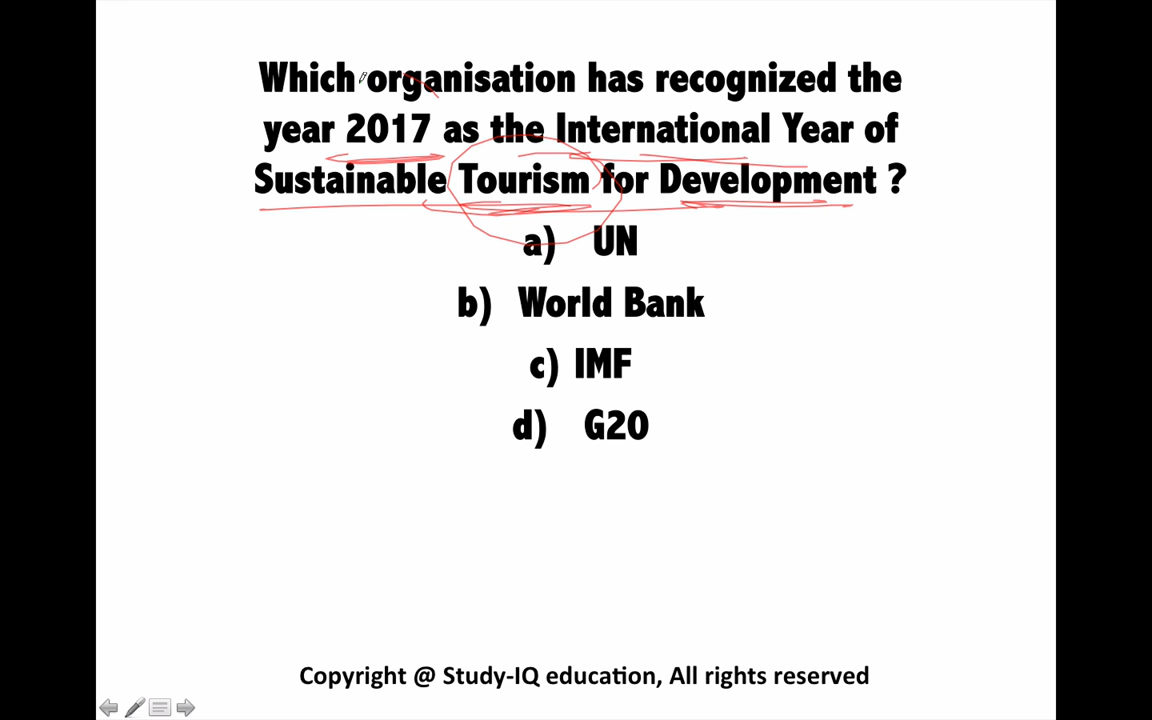 Which organisation has recognized the
year 2017 as the International Year of
Sustainable Tourism for Development ?
a) UN
b) World Bank
c) IMF
d) G20
Copyright @ Study-IQ education, All rights reserved